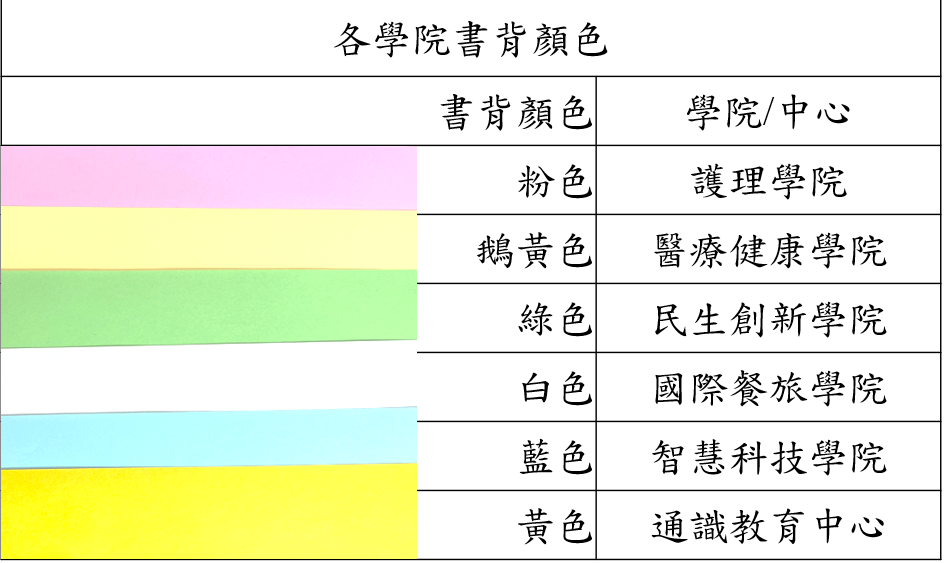 各學院書背顏色
書背顏色 學院/中心
粉色 護理學院
鵝黃色 醫療健康學院
綠色 民生創新學院
白色 國際餐旅學院
藍色 智慧科技學院
黃色 通識教育中心